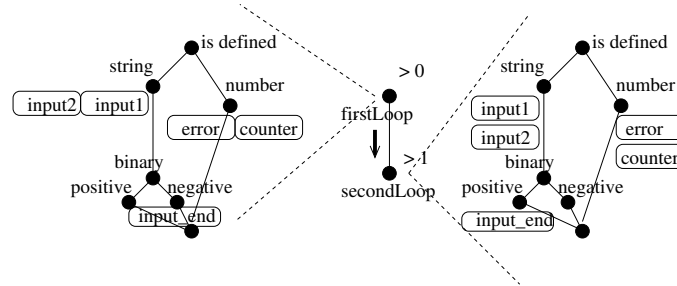 is defined
string
number
input2 input1
error counter
binary
positive negative
input_end
> 0
firstLoop
> 1
secondLoop
is defined
string
number
input1
input2
error
counter
binary
positive negative
input_end